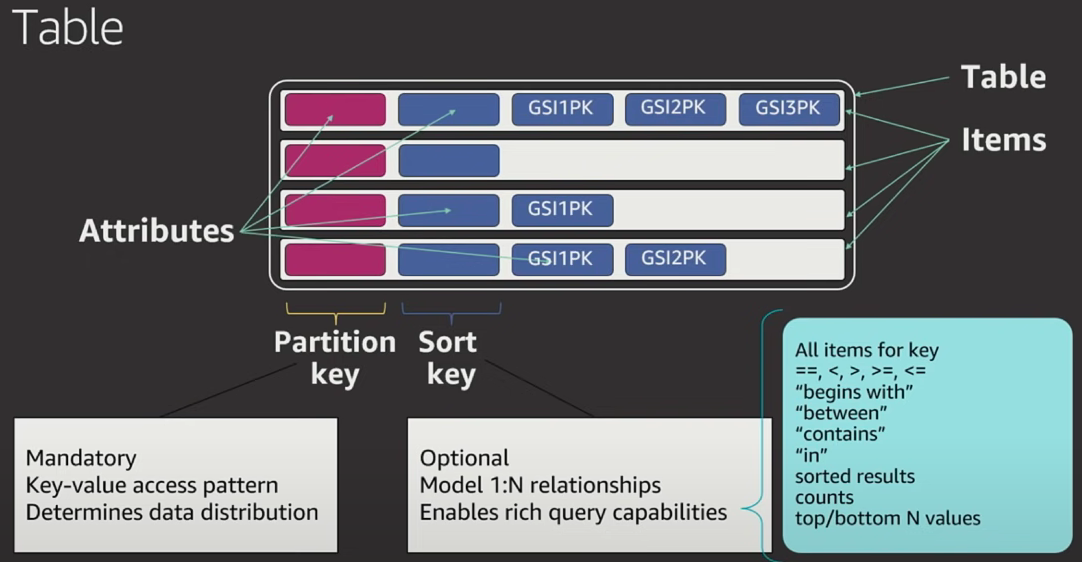 Table
Table
GSI1PK GSI2PK GSI3PK
Items
GSI1PK
Attributes
GSI1PK GSI2PK
Partition
key
Sort
key
Mandatory
Key-value access pattern
Determines data distribution
Optional
Model 1:N relationships
Enables rich query capabilities
All items for key
==, <, >, >=, <=
“begins with”
“between”
“contains”
“in”
sorted results
counts
top/bottom N values